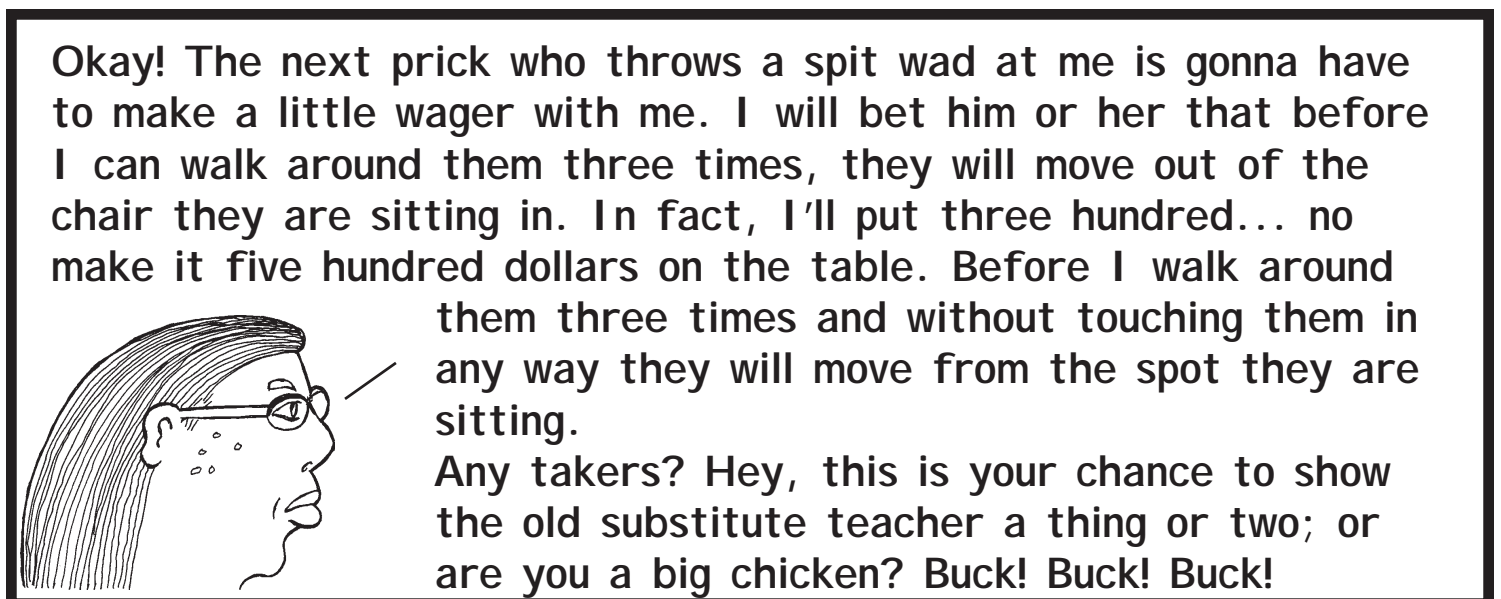 Okay! The next prick who throws a spit wad at me is gonna have
to make a little wager with me. I will bet him or her that before
I can walk around them three times, they will move out of the
chair they are sitting in. In fact, I'll put three hundred... no
make it five hundred dollars on the table. Before I walk around
them three times and without touching them in
any way they will move from the spot they are
sitting.
Any takers? Hey, this is your chance to show
the old substitute teacher a thing or two; or
are you a big chicken? Buck! Buck! Buck!